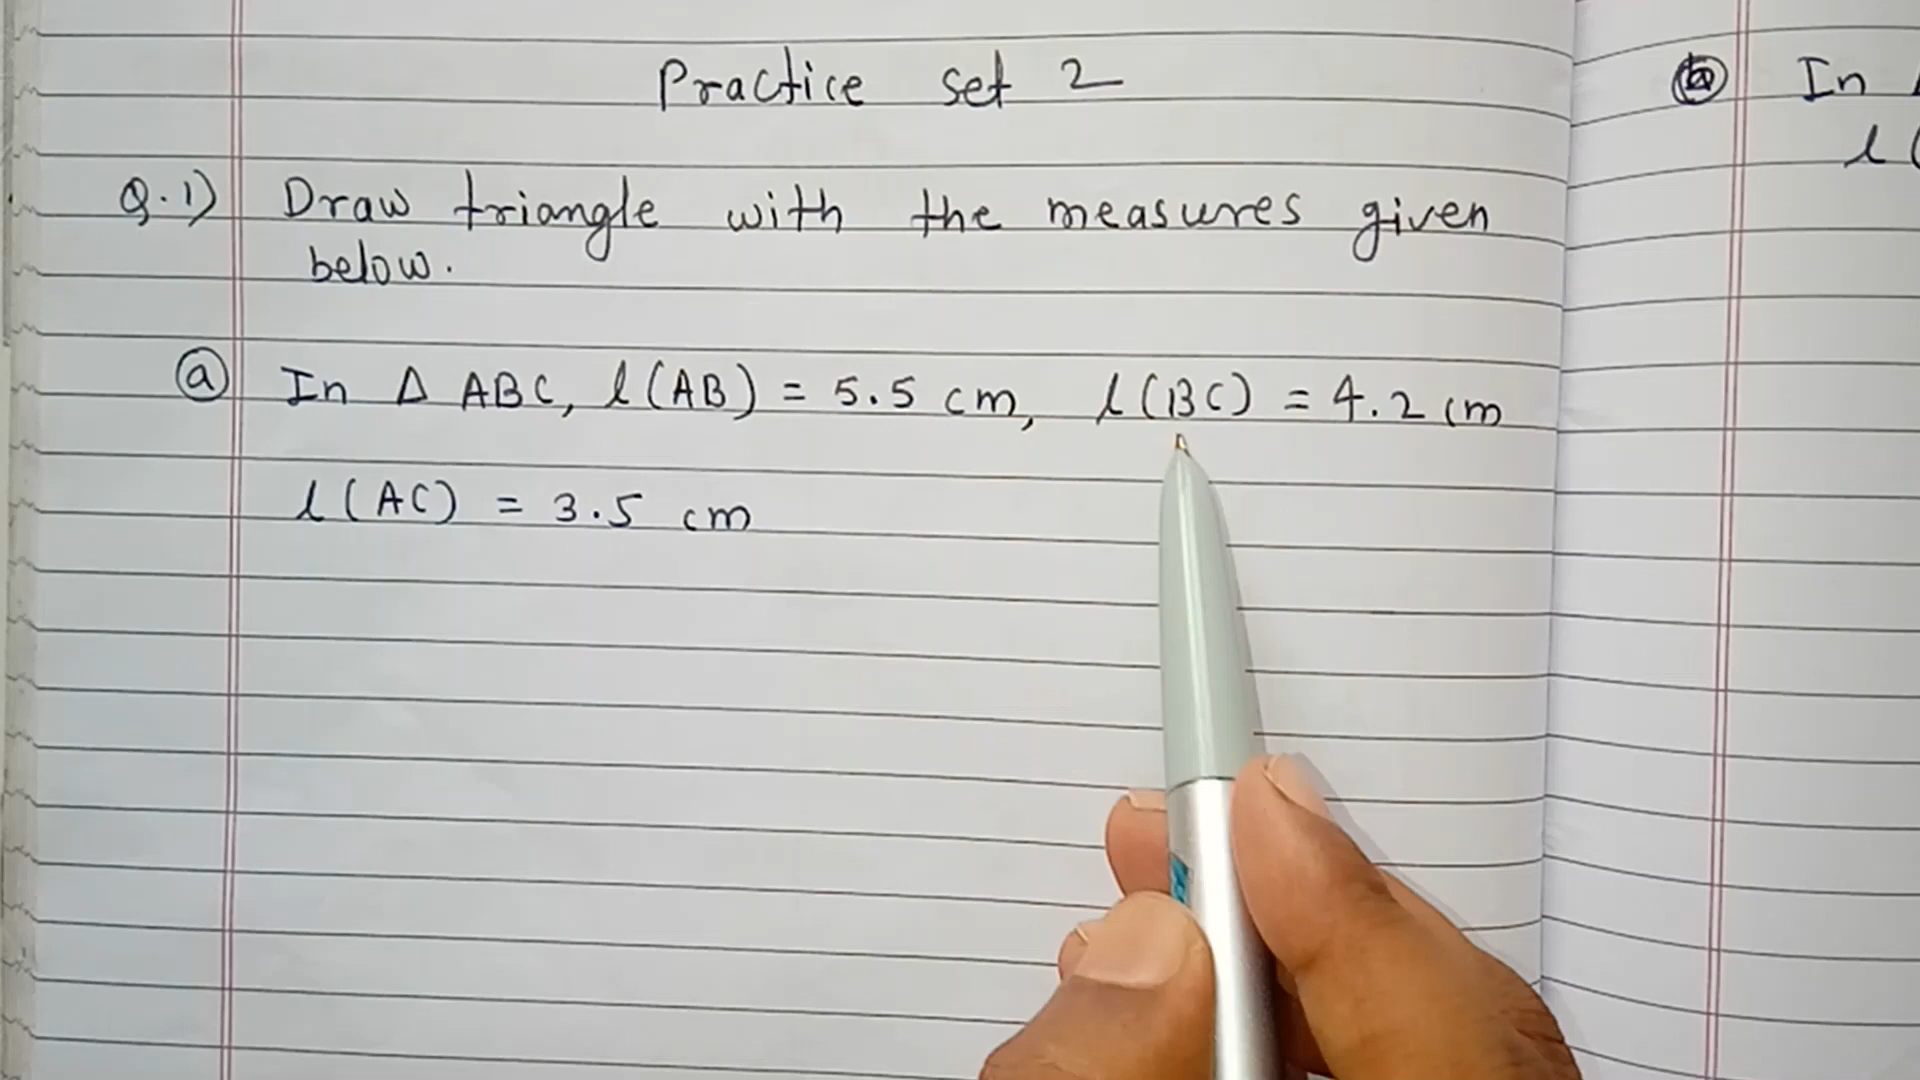 Practice set 2
Q.1) Draw triangle with the measures given
below.
(a) In Δ ABC, l(AB) = 5.5 cm, l(BC) = 4.2 cm
l(AC) = 3.5 cm
(b) In
l(